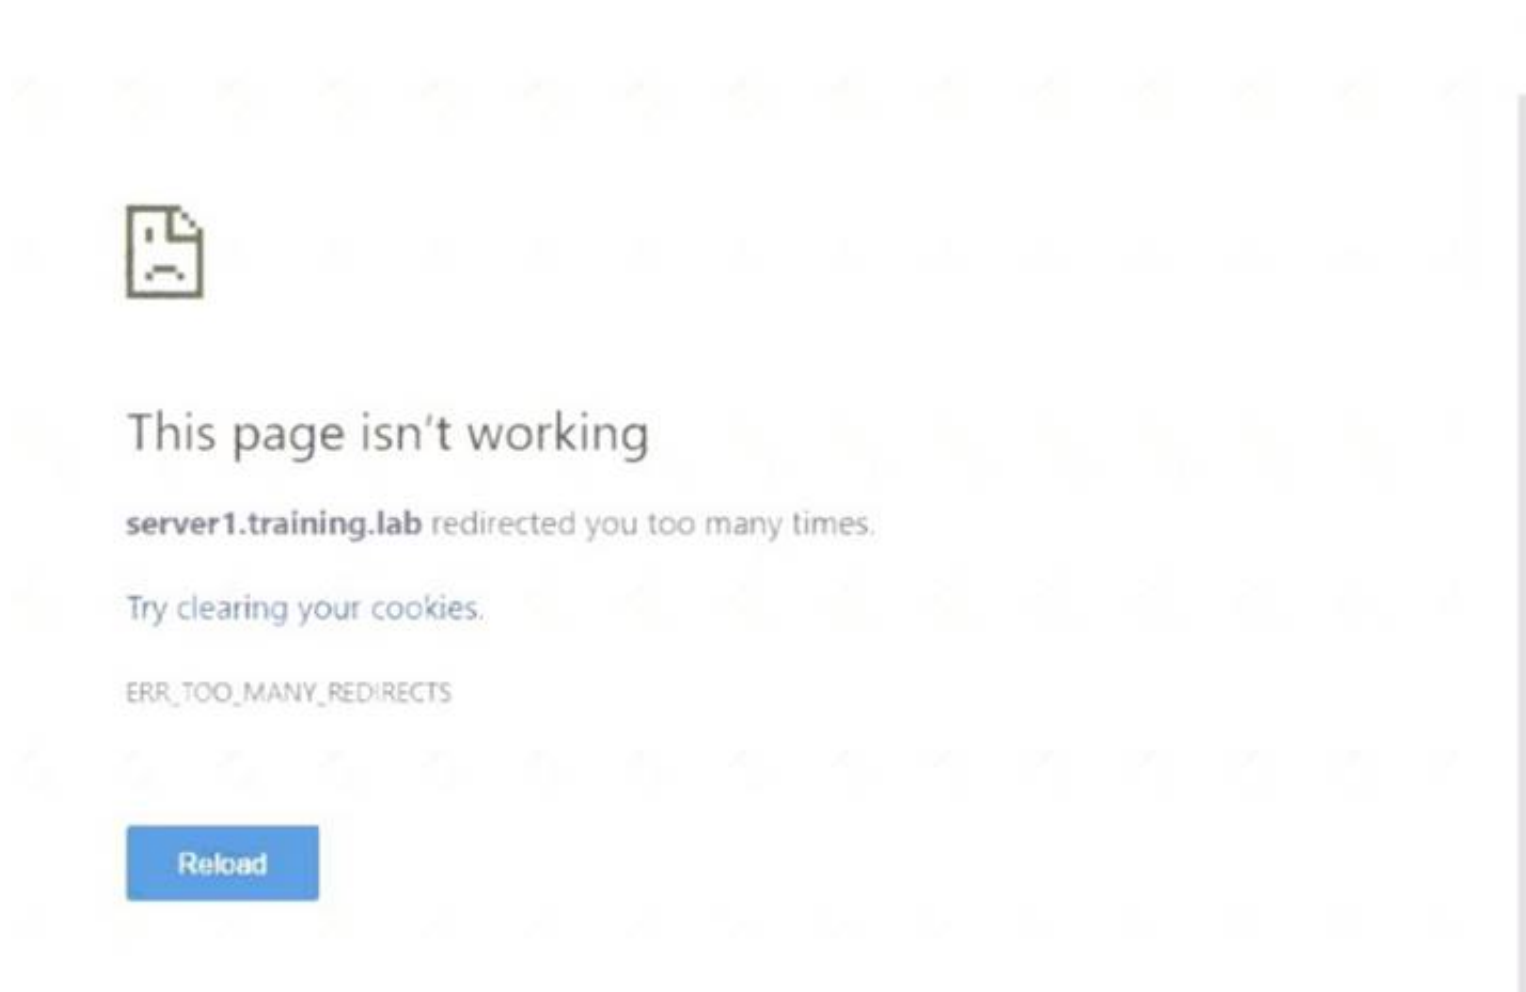 This page isn't working
server1.training.lab redirected you too many times.
Try clearing your cookies.
ERR_TOO_MANY_REDIRECTS
Reload